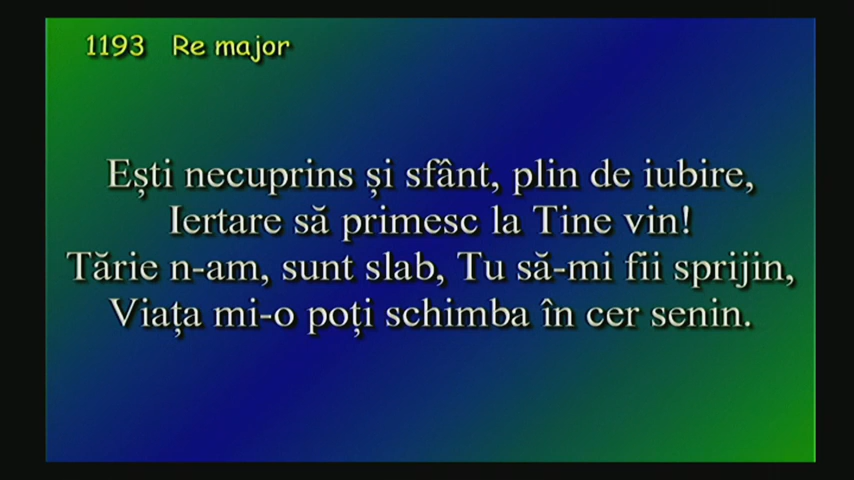 1193 Re major
Ești necuprins și sfânt, plin de iubire,
Iertare să primesc la Tine vin!
Tărie n-am, sunt slab, Tu să-mi fii sprijin,
Viața mi-o poți schimba în cer senin.